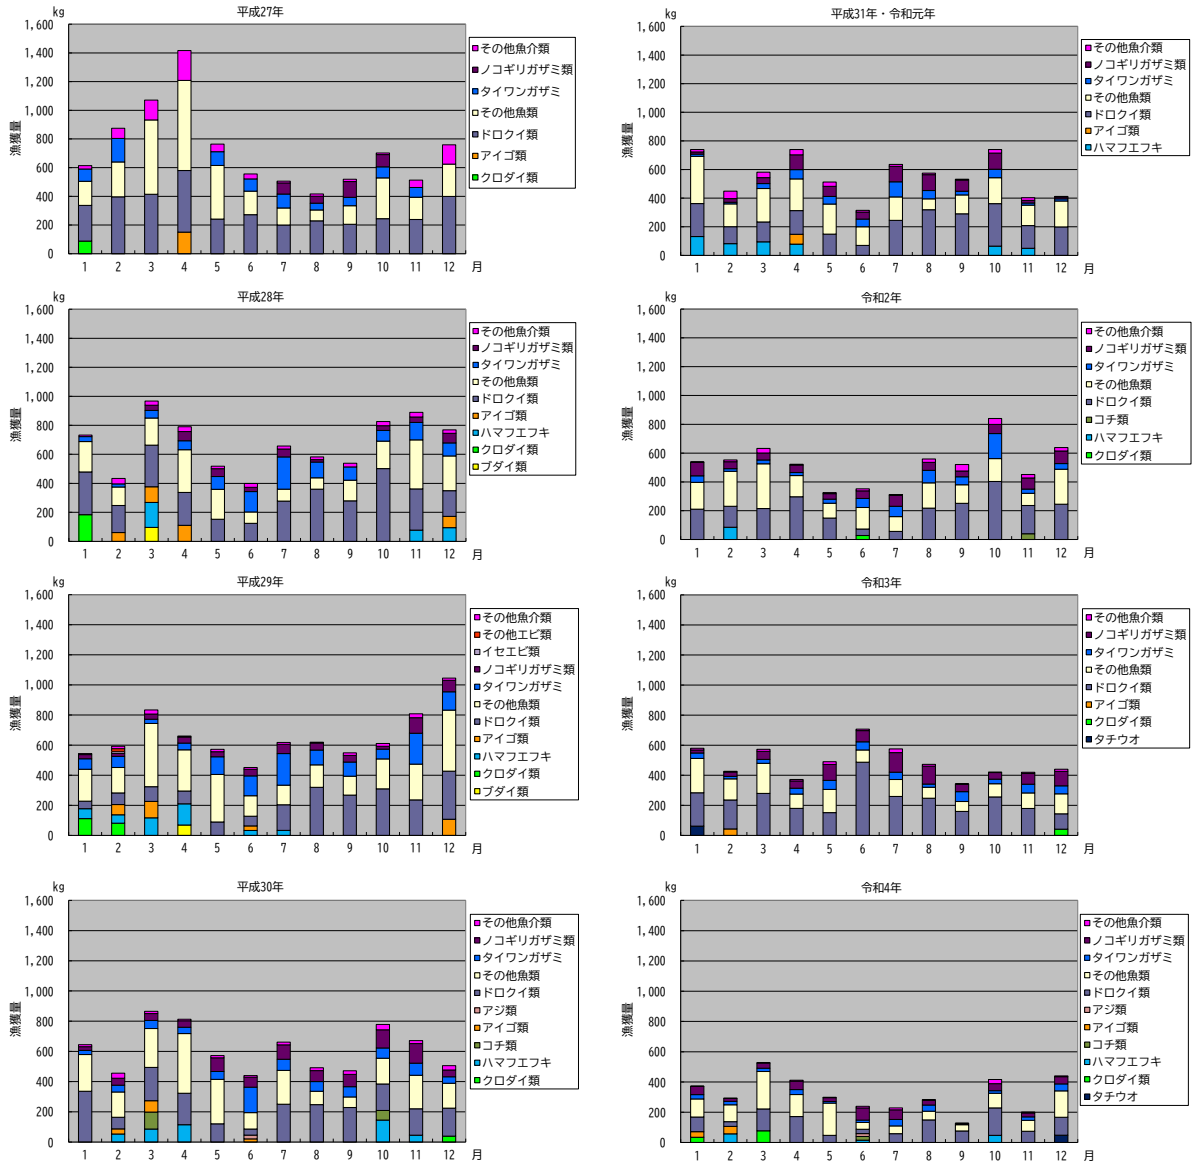 平成27年
kg
1,600
1,400
1,200
1,000
800
600
400
200
0
漁獲量
1 2 3 4 5 6 7 8 9 10 11 12 月
その他魚介類
ノコギリガザミ類
タイワンガザミ
その他魚類
ドロクイ類
アイゴ類
クロダイ類
平成31年・令和元年
kg
1,600
1,400
1,200
1,000
800
600
400
200
0
漁獲量
1 2 3 4 5 6 7 8 9 10 11 12 月
その他魚介類
ノコギリガザミ類
タイワンガザミ
その他魚類
ドロクイ類
アイゴ類
ハマフエフキ
平成28年
kg
1,600
1,400
1,200
1,000
800
600
400
200
0
漁獲量
1 2 3 4 5 6 7 8 9 10 11 12 月
その他魚介類
ノコギリガザミ類
タイワンガザミ
その他魚類
ドロクイ類
アイゴ類
ハマフエフキ
クロダイ類
ブダイ類
令和2年
kg
1,600
1,400
1,200
1,000
800
600
400
200
0
漁獲量
1 2 3 4 5 6 7 8 9 10 11 12 月
その他魚介類
ノコギリガザミ類
タイワンガザミ
その他魚類
ドロクイ類
コチ類
ハマフエフキ
クロダイ類
平成29年
kg
1,600
1,400
1,200
1,000
800
600
400
200
0
漁獲量
1 2 3 4 5 6 7 8 9 10 11 12 月
その他魚介類
その他エビ類
イセエビ類
ノコギリガザミ類
タイワンガザミ
その他魚類
ドロクイ類
アイゴ類
ハマフエフキ
クロダイ類
ブダイ類
令和3年
kg
1,600
1,400
1,200
1,000
800
600
400
200
0
漁獲量
1 2 3 4 5 6 7 8 9 10 11 12 月
その他魚介類
ノコギリガザミ類
タイワンガザミ
その他魚類
ドロクイ類
アイゴ類
クロダイ類
タチウオ
平成30年
kg
1,600
1,400
1,200
1,000
800
600
400
200
0
漁獲量
1 2 3 4 5 6 7 8 9 10 11 12 月
その他魚介類
ノコギリガザミ類
タイワンガザミ
その他魚類
ドロクイ類
アジ類
アイゴ類
コチ類
ハマフエフキ
クロダイ類
令和4年
kg
1,600
1,400
1,200
1,000
800
600
400
200
0
漁獲量
1 2 3 4 5 6 7 8 9 10 11 12 月
その他魚介類
ノコギリガザミ類
タイワンガザミ
その他魚類
ドロクイ類
アジ類
アイゴ類
コチ類
ハマフエフキ
クロダイ類
タチウオ